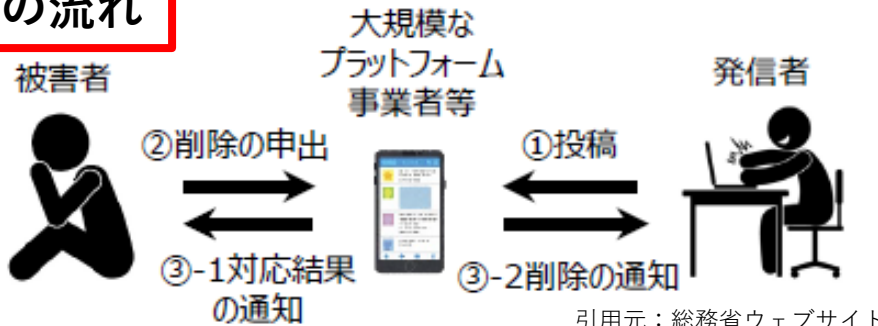 の流れ
被害者
大規模な
プラットフォーム
事業者等
発信者
②削除の申出
①投稿
③-1対応結果
の通知
③-2削除の通知
引用元：総務省ウェブサイト